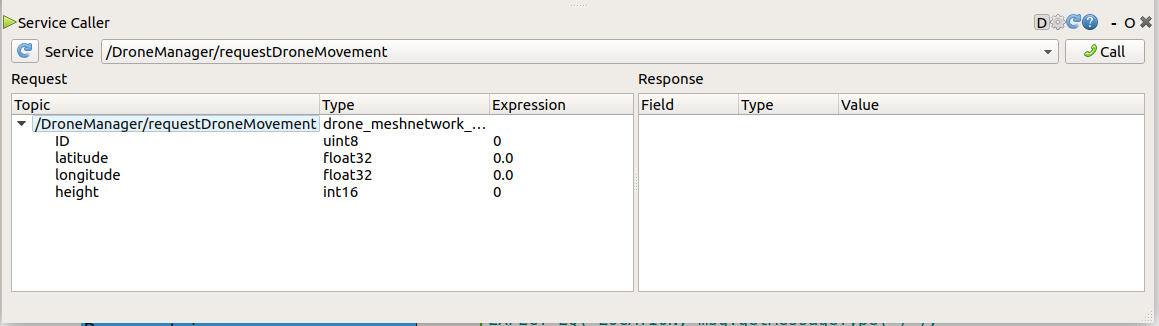 Service Caller D - O
Service /DroneManager/requestDroneMovement Call
Request Response
Topic Type Expression Field Type Value
/DroneManager/requestDroneMovement drone_meshnetwork_...
ID uint8 0
latitude float32 0.0
longitude float32 0.0
height int16 0